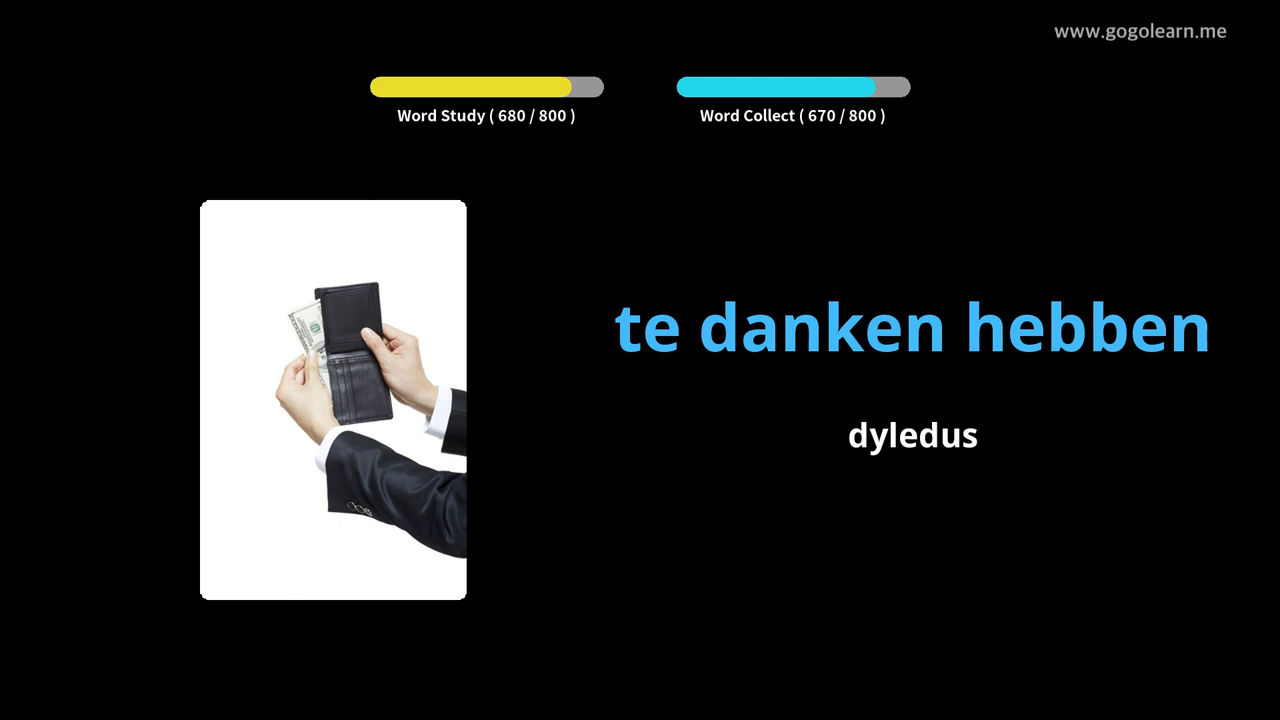 www.gogolearn.me
Word Study ( 680 / 800 )
Word Collect ( 670 / 800 )
te danken hebben
dyledus